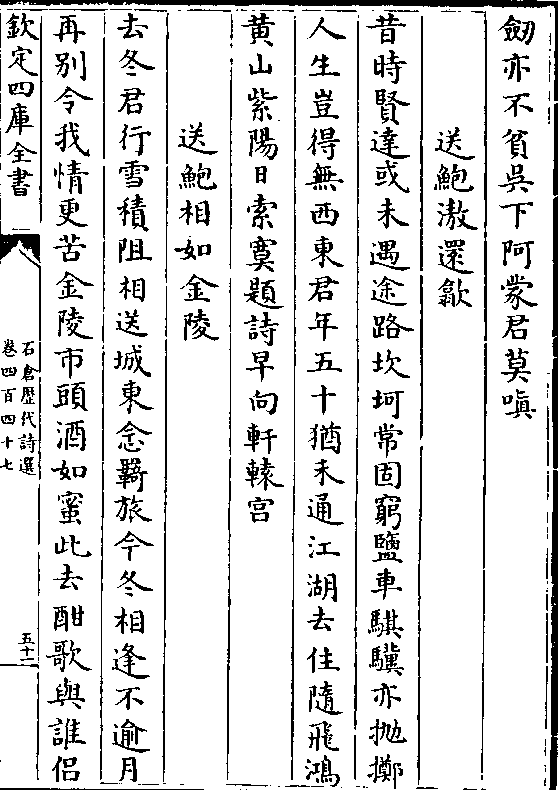 劒亦不貧吳下阿蒙君莫嗔
送鮑澂還歙
昔時賢達或未遇途路坎坷常固窮鹽車騏驥亦抛擲
人生豈得無西東君年五十猶未通江湖去住隨飛鴻
黄山紫陽日索寞題詩早向軒轅宫
送鮑相如金陵
去冬君行雪積阻相送城東念羇旅今冬相逢不逾月
再别令我情更苦金陵市頭酒如蜜此去酣歌與誰侣
欽定四庫全書
石倉歴代詩選
卷四百四十七
五十二